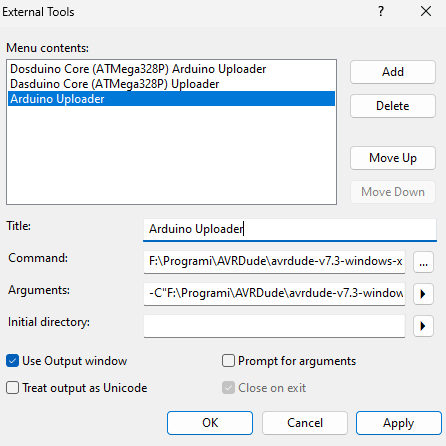 External Tools
Menu contents:
Dosduino Core (ATMega328P) Arduino Uploader
Dasduino Core (ATMega328P) Uploader
Arduino Uploader
Add
Delete
Move Up
Move Down
Title:
Arduino Uploader
Command:
F:\Programi\AVRDude\avrdude-v7.3-windows-x
...
Arguments:
-C"F:\Programi\AVRDude\avrdude-v7.3-window
Initial directory:
Use Output window
Prompt for arguments
Treat output as Unicode
Close on exit
OK
Cancel
Apply